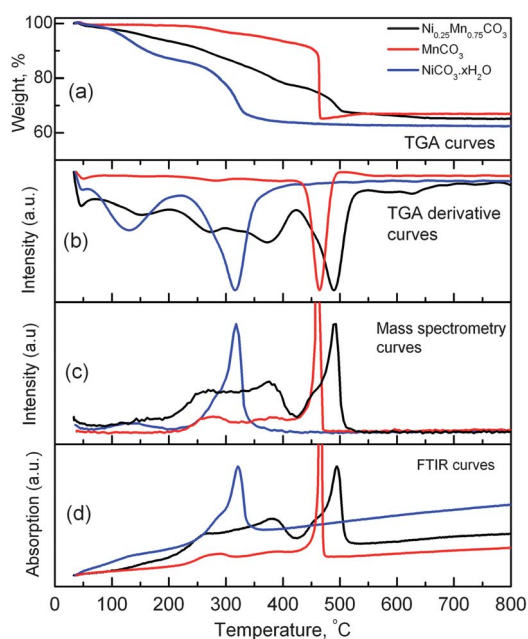 100
80
60
Weight, %
(a)
Ni₀.₂₅Mn₀.₇₅CO₃
MnCO₃
NiCO₃.xH₂O
TGA curves
Intensity (a.u.)
(b)
TGA derivative
curves
Intensity (a.u)
(c)
Mass spectrometry
curves
Absorption (a.u.)
(d)
FTIR curves
0 100 200 300 400 500 600 700 800
Temperature, °C